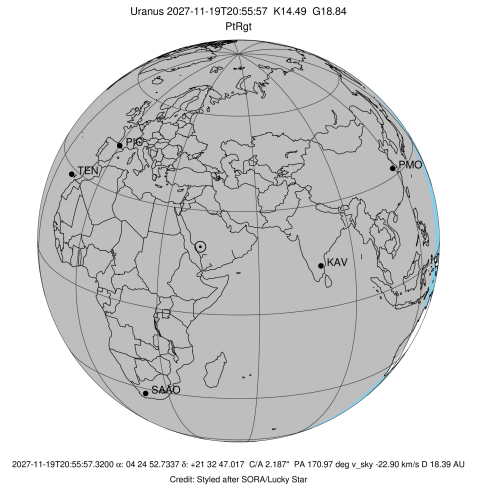 Uranus 2027-11-19T20:55:57 K14.49 G18.84
PtRgt
PIC
TEN
PMO
KAV
SAAO
2027-11-19T20:55:57.3200 α: 04 24 52.7337 δ: +21 32 47.017 C/A 2.187" PA 170.97 deg v_sky -22.90 km/s D 18.39 AU
Credit: Styled after SORA/Lucky Star